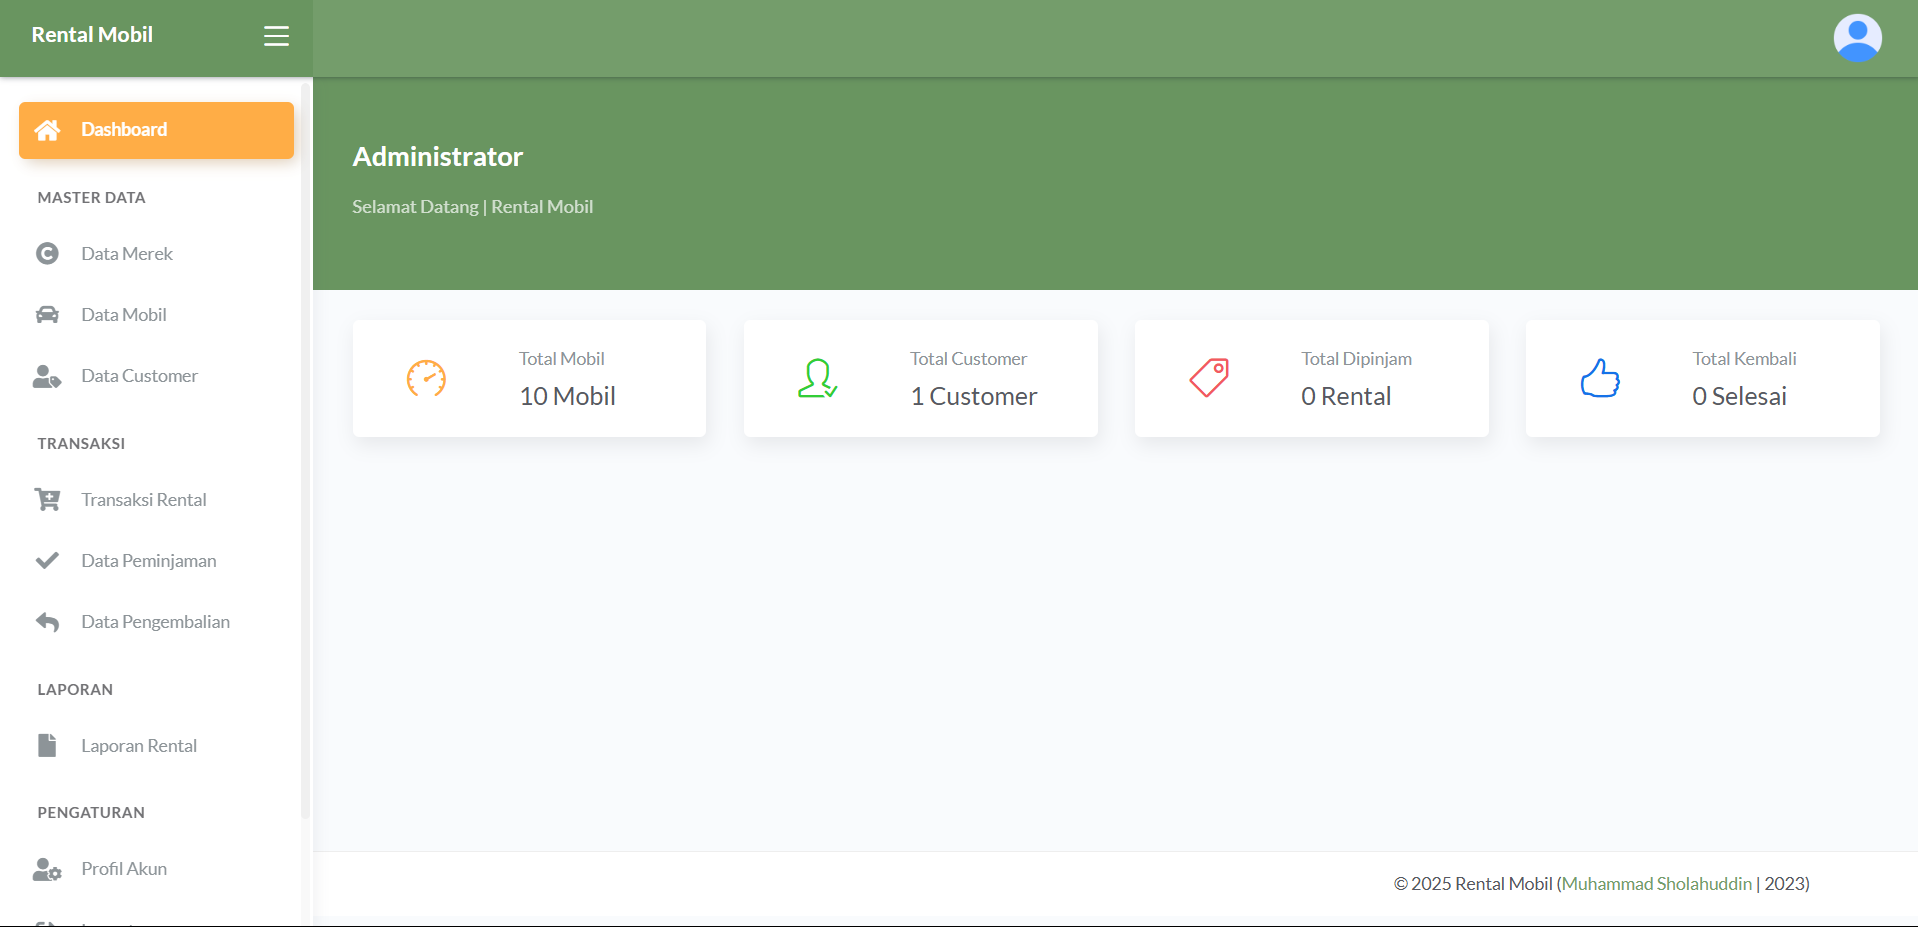 Rental Mobil
Dashboard
MASTER DATA
Data Merek
Data Mobil
Data Customer
TRANSAKSI
Transaksi Rental
Data Peminjaman
Data Pengembalian
LAPORAN
Laporan Rental
PENGATURAN
Profil Akun
Administrator
Selamat Datang | Rental Mobil
Total Mobil
10 Mobil
Total Customer
1 Customer
Total Dipinjam
0 Rental
Total Kembali
0 Selesai
© 2025 Rental Mobil (Muhammad Sholahuddin | 2023)